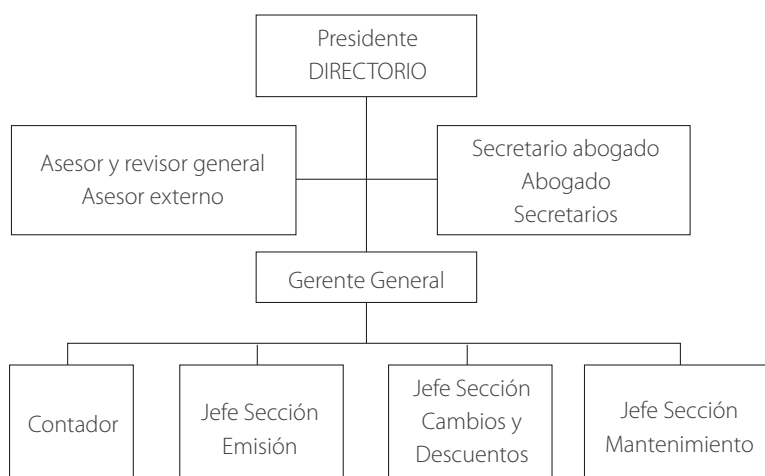 Presidente
DIRECTORIO
Asesor y revisor general
Asesor externo
Secretario abogado
Abogado
Secretarios
Gerente General
Contador
Jefe Sección
Emisión
Jefe Sección
Cambios y
Descuentos
Jefe Sección
Mantenimiento